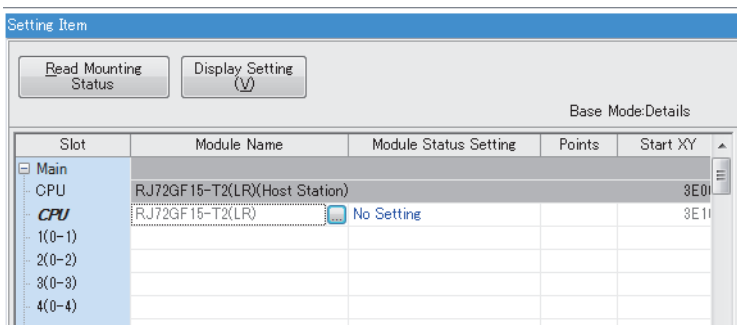 Setting Item
Read Mounting
Status
Display Setting
(V)
Base Mode:Details
Slot Module Name Module Status Setting Points Start XY
Main
CPU RJ72GF15-T2(LR)(Host Station) 3E0
CPU RJ72GF15-T2(LR) ... No Setting 3E1
1(0-1)
2(0-2)
3(0-3)
4(0-4)